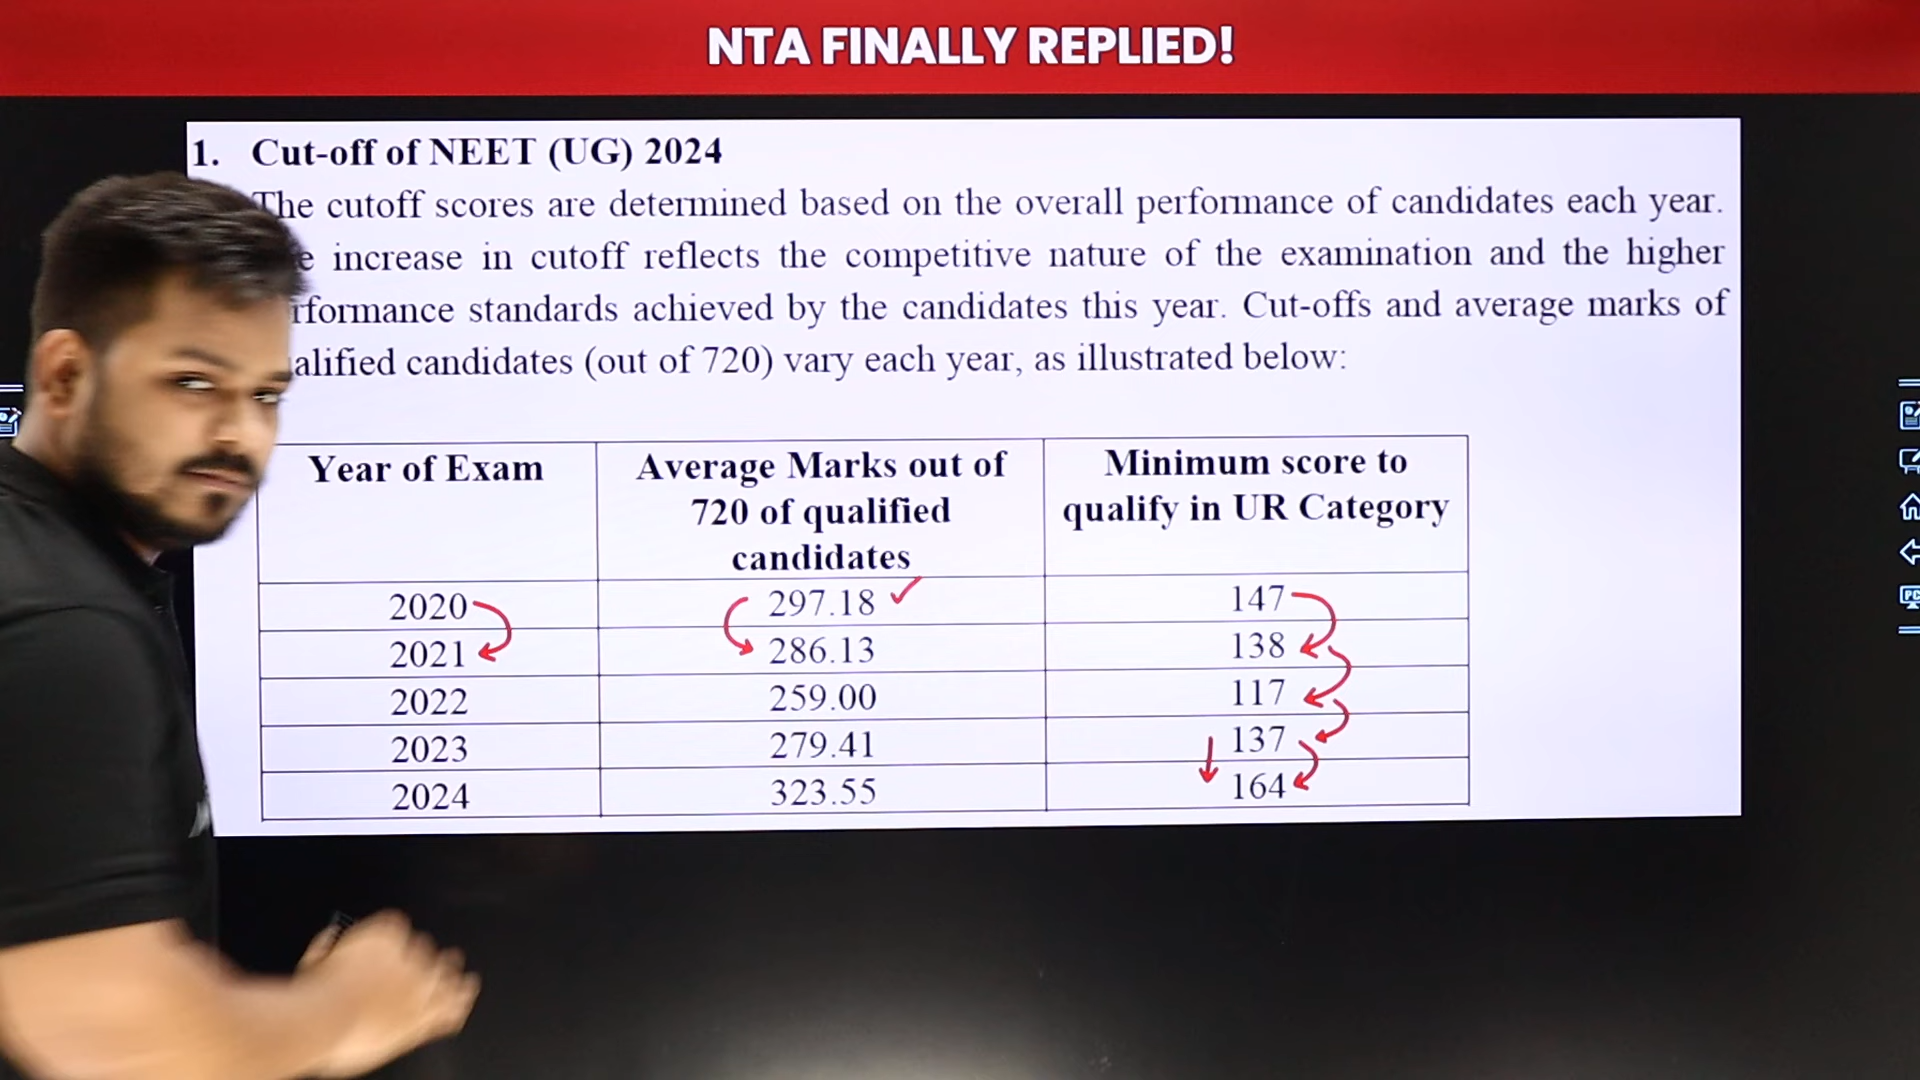 NTA FINALLY REPLIED!
1. Cut-off of NEET (UG) 2024
The cutoff scores are determined based on the overall performance of candidates each year.
e increase in cutoff reflects the competitive nature of the examination and the higher
rformance standards achieved by the candidates this year. Cut-offs and average marks of
alified candidates (out of 720) vary each year, as illustrated below:
Year of Exam
Average Marks out of
720 of qualified
candidates
Minimum score to
qualify in UR Category
2020 297.18 147
2021 286.13 138
2022 259.00 117
2023 279.41 137
2024 323.55 164
PC